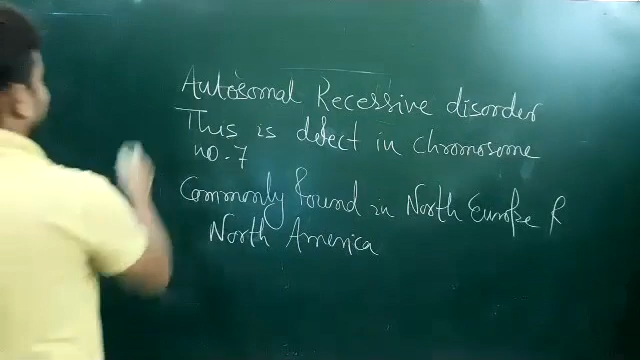 Autosomal Recessive disorder
This is defect in Chromosome
no. 7
Commonly found in North Europe &
North America